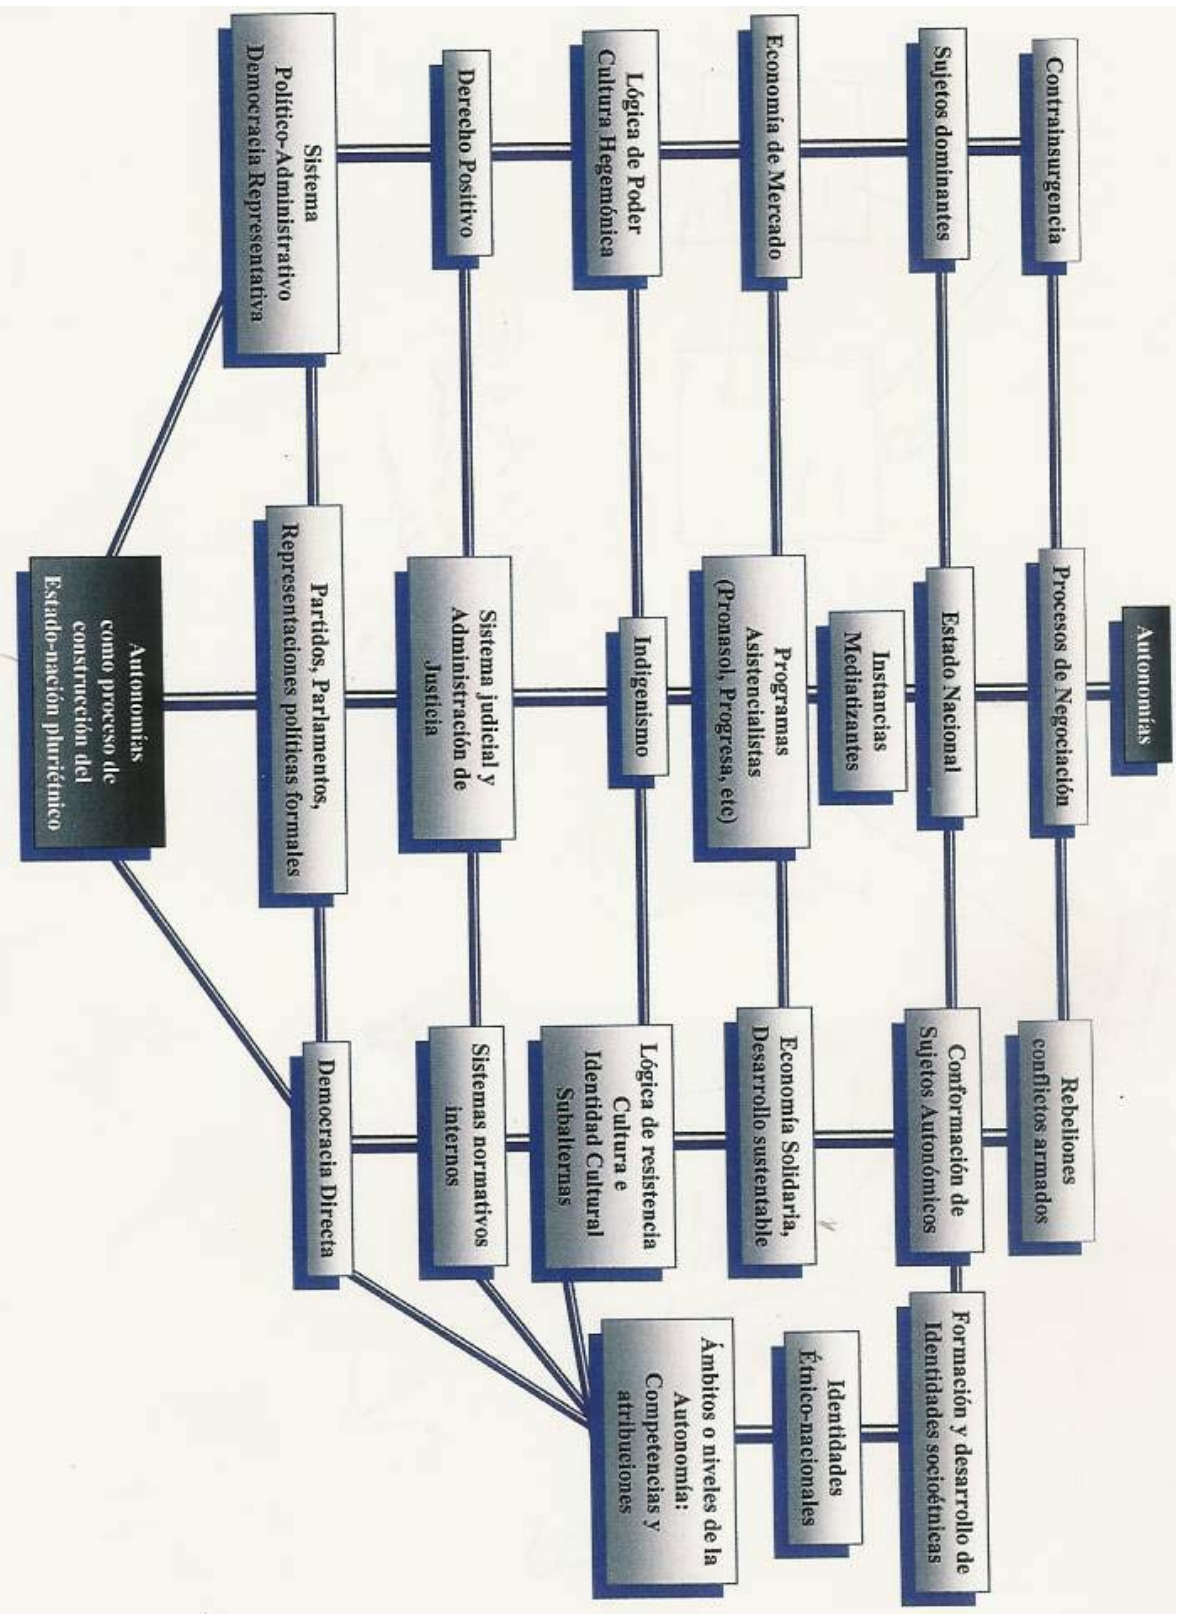 Autonomías
Contrainsurgencia
Procesos de Negociación
Rebeliones
conflictos armados
Sujetos dominantes
Estado Nacional
Conformación de
Sujetos Autonómicos
Formación y desarrollo de
Identidades socioétnicas
Instancias
Mediatizantes
Identidades
Étnico-nacionales
Economía de Mercado
Programas
Asistencialistas
(Pronasol, Progresa, etc)
Economía Solidaria,
Desarrollo sustentable
Ámbitos o niveles de la
Autonomía:
Competencias y
atribuciones
Lógica de Poder
Cultura Hegemónica
Indigenismo
Lógica de resistencia
Cultura e
Identidad Cultural
Subalternas
Derecho Positivo
Sistema judicial y
Administración de
Justicia
Sistemas normativos
internos
Sistema
Político-Administrativo
Democracia Representativa
Partidos, Parlamentos,
Representaciones políticas formales
Democracia Directa
Autonomías
como proceso de
construcción del
Estado-nación pluriétnico